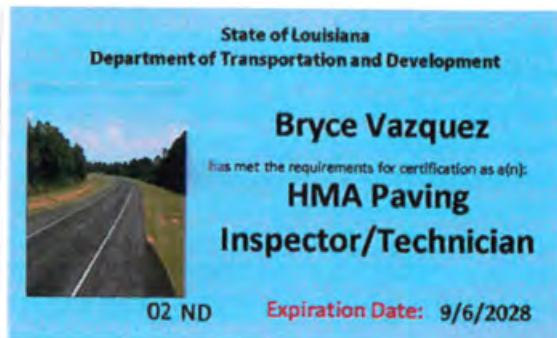 State of Louisiana
Department of Transportation and Development
Bryce Vazquez
has met the requirements for certification as a(n):
HMA Paving
Inspector/Technician
02 ND
Expiration Date: 9/6/2028